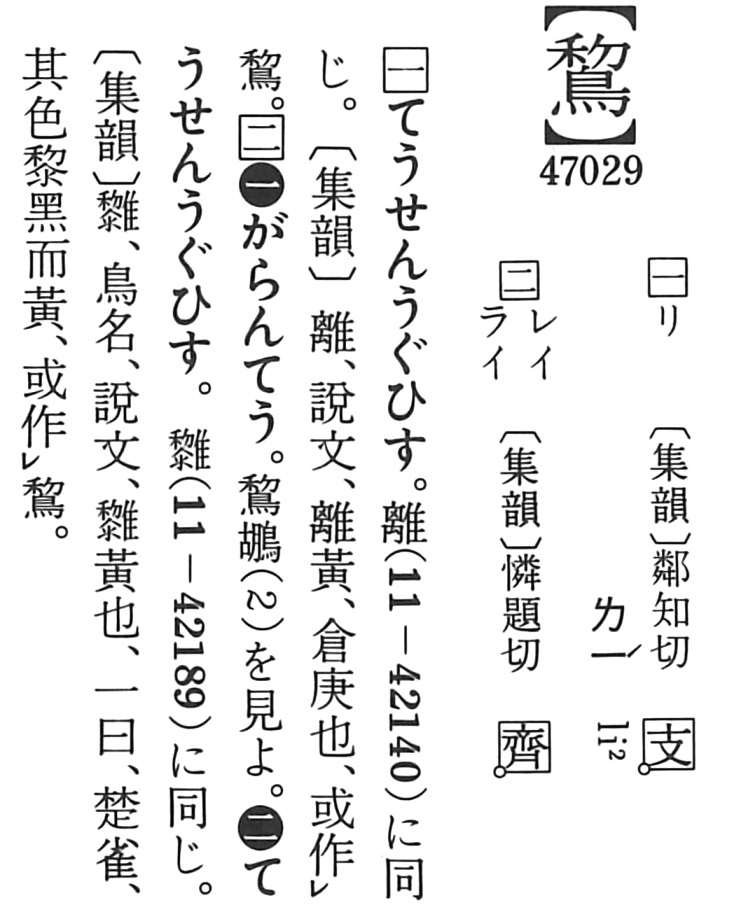 【鵹】
47029
一 リ 〔集韻〕鄰知切 支
ㄌㄧˊ li²
二 レイ
ライ 〔集韻〕憐題切 齊
一てうせんうぐひす。離(11-42140)に同
じ。〔集韻〕離、說文、離黃、倉庚也、或作レ
鵹。二❶がらんてう。鵹鶘(2)を見よ。❷て
うせんうぐひす。(11-42189)に同じ。
〔集韻〕、鳥名、說文、黃也、一曰、楚雀、
其色黎黑而黃、或作レ鵹。